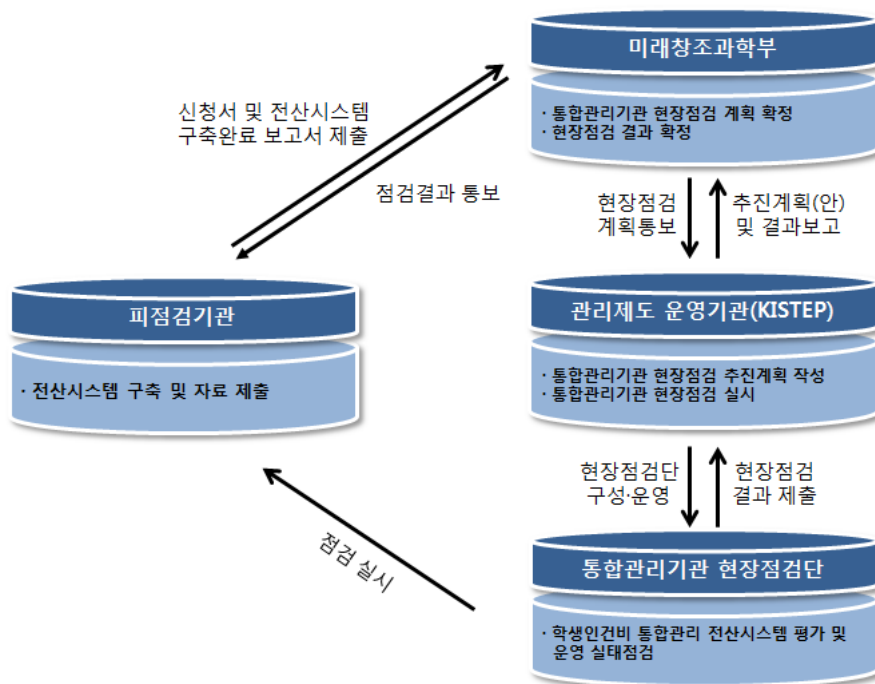 미래창조과학부
· 통합관리기관 현장점검 계획 확정
· 현장점검 결과 확정
신청서 및 전산시스템
구축완료 보고서 제출
점검결과 통보
현장점검
계획통보
추진계획(안)
및 결과보고
피점검기관
· 전산시스템 구축 및 자료 제출
관리제도 운영기관(KISTEP)
· 통합관리기관 현장점검 추진계획 작성
· 통합관리기관 현장점검 실시
현장점검단
구성·운영
현장점검
결과 제출
점검 실시
통합관리기관 현장점검단
· 학생인건비 통합관리 전산시스템 평가 및
운영 실태점검